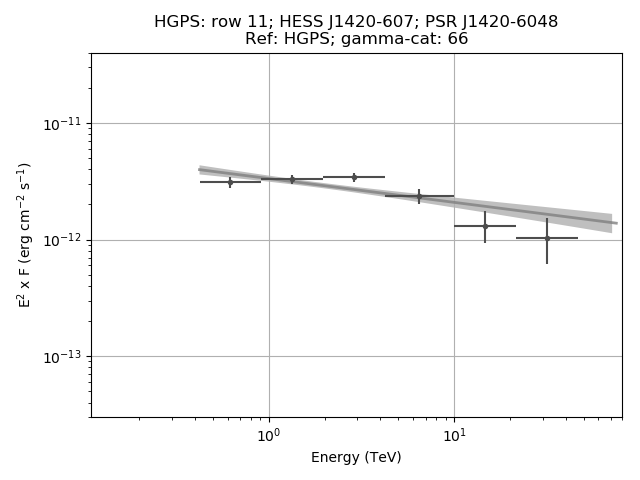 HGPS: row 11; HESS J1420-607; PSR J1420-6048
Ref: HGPS; gamma-cat: 66
E² x F (erg cm⁻² s⁻¹)
10⁻¹¹
10⁻¹²
10⁻¹³
10⁰ 10¹
Energy (TeV)